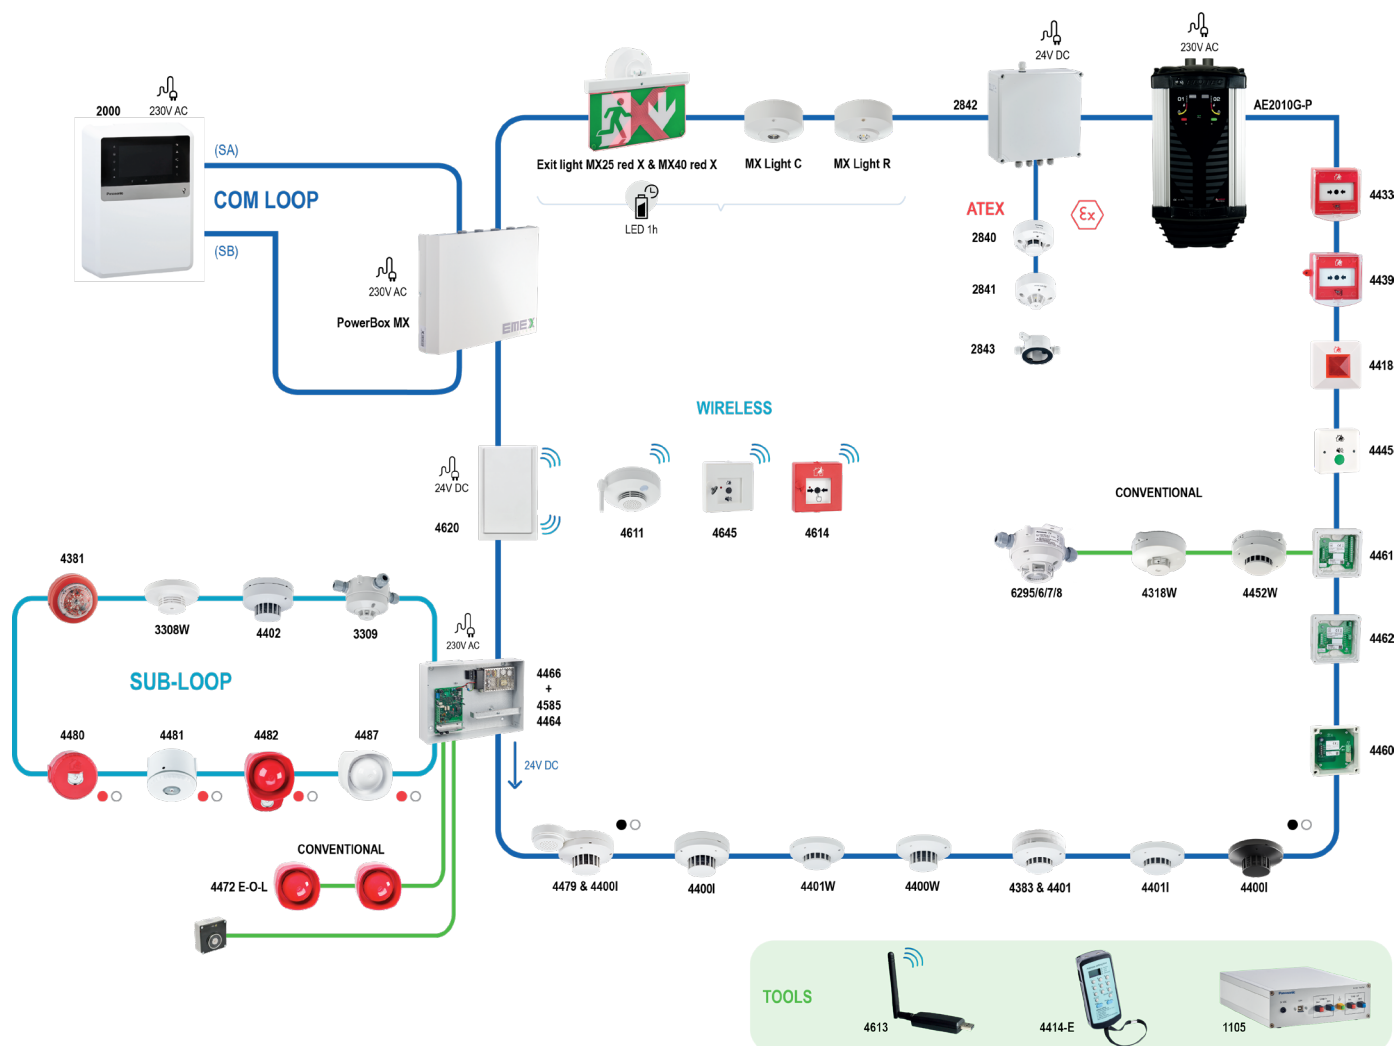 2000
230V AC
(SA)
COM LOOP
(SB)
Panasonic
230V AC
PowerBox MX
EMEX
Exit light MX25 red X & MX40 red X
MX Light C
MX Light R
LED 1h
24V DC
2842
230V AC
AE2010G-P
ATEX
Ex
2840
2841
2843
4433
4439
4418
4445
WIRELESS
24V DC
4620
4611
4645
4614
CONVENTIONAL
6295/6/7/8
4318W
4452W
4461
4462
4460
4381
3308W
4402
3309
230V AC
SUB-LOOP
4466
+
4585
4464
4480
4481
4482
4487
24V DC
CONVENTIONAL
4472 E-O-L
4479 & 4400I
4400I
4401W
4400W
4383 & 4401
4401I
4400I
TOOLS
4613
4414-E
1105
Panasonic